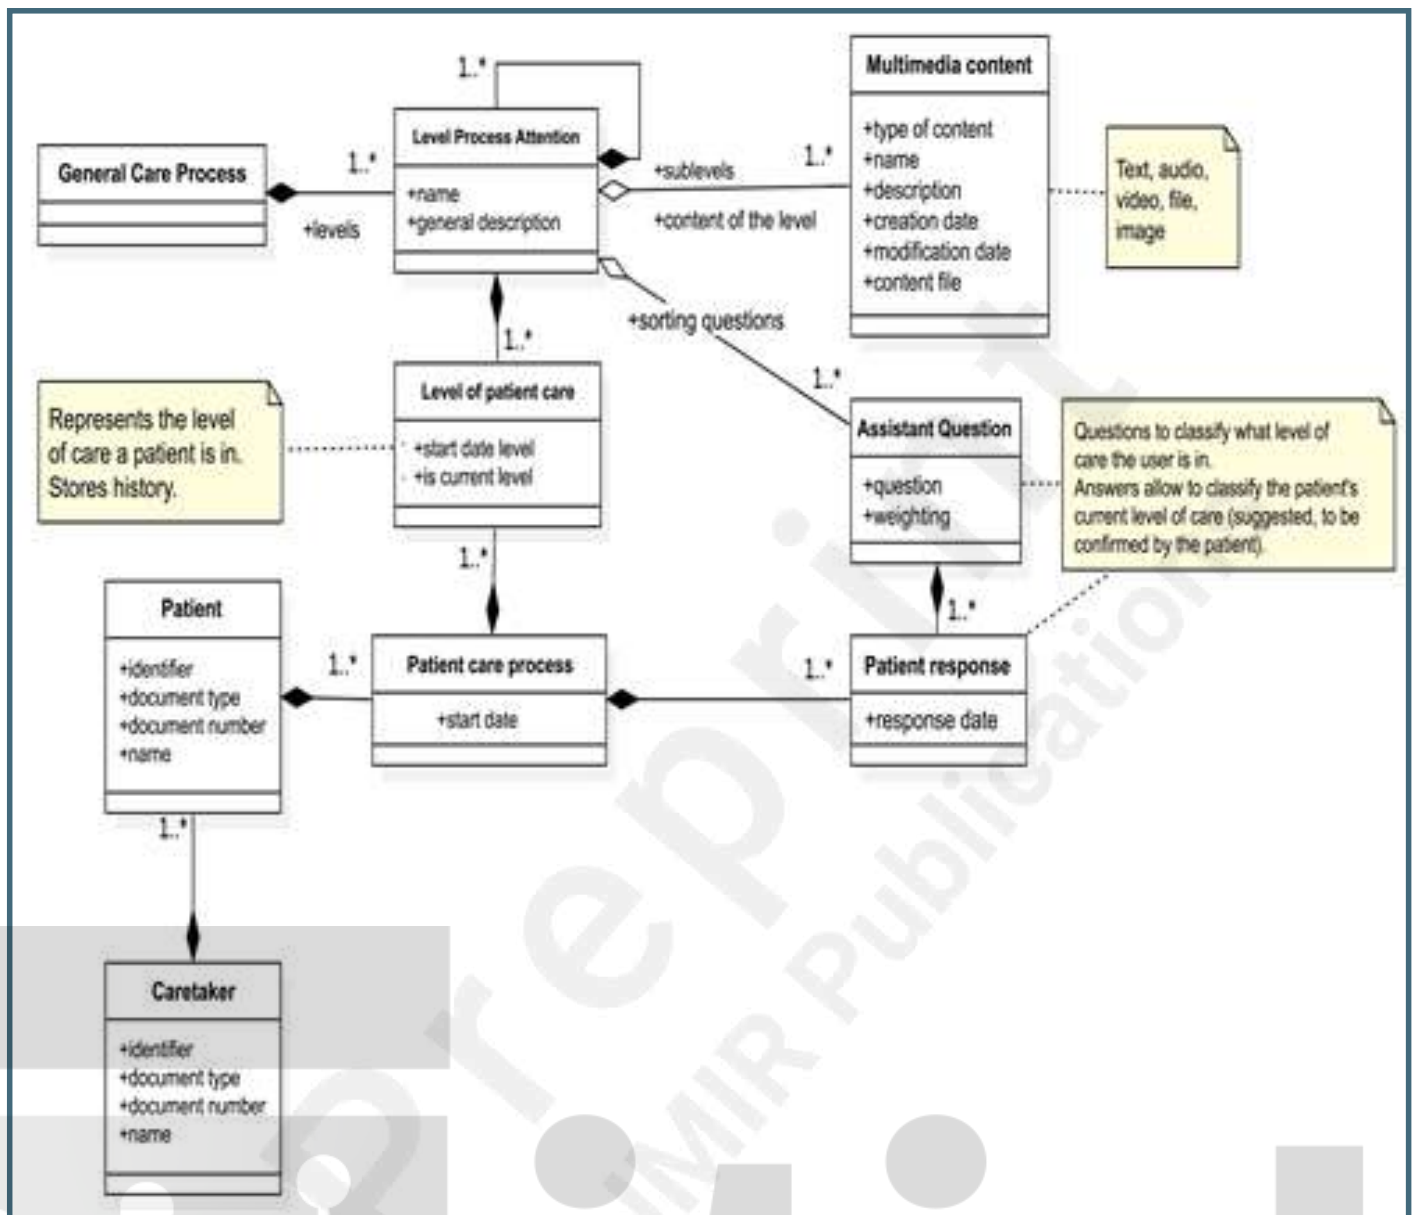 1..*
Level Process Attention
+name
+general description
General Care Process
1..*
+levels
+sublevels
+content of the level
1..*
Multimedia content
+type of content
+name
+description
+creation date
+modification date
+content file
Text, audio,
video, file,
image
+sorting questions
1..*
1..*
Level of patient care
+start date level
+is current level
Represents the level
of care a patient is in.
Stores history.
Assistant Question
+question
+weighting
Questions to classify what level of
care the user is in.
Answers allow to classify the patient's
current level of care (suggested, to be
confirmed by the patient).
1..*
1..*
Patient
+identifier
+document type
+document number
+name
1..*
Patient care process
+start date
1..*
Patient response
+response date
1..*
Caretaker
+identifier
+document type
+document number
+name
Preprint
JMIR Publications